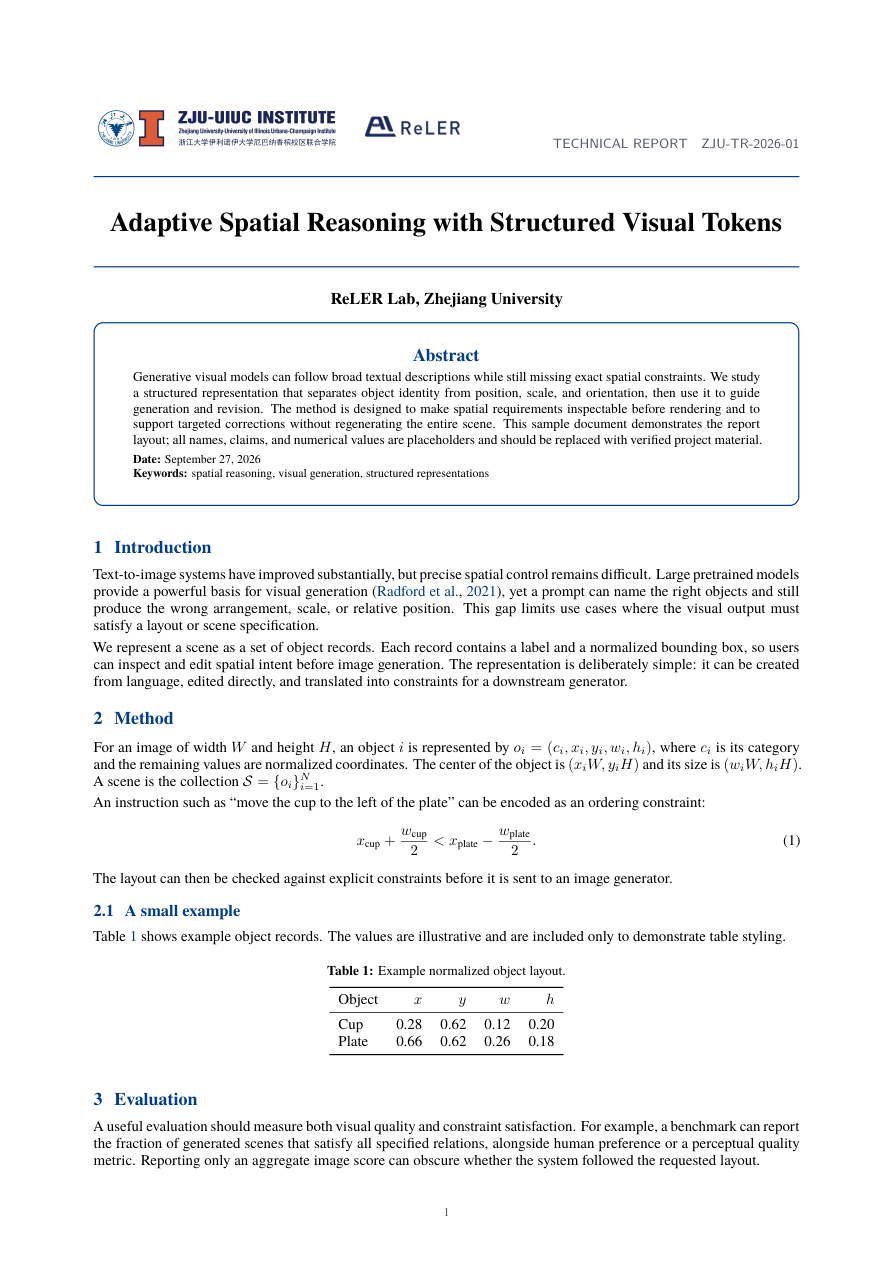 ZJU-UIUC INSTITUTE
Zhejiang University-University of Illinois Urbana-Champaign Institute
浙江大学伊利诺伊大学厄巴纳香槟校区联合学院
ReLER
TECHNICAL REPORT ZJU-TR-2026-01
Adaptive Spatial Reasoning with Structured Visual Tokens
ReLER Lab, Zhejiang University
Abstract
Generative visual models can follow broad textual descriptions while still missing exact spatial constraints. We study
a structured representation that separates object identity from position, scale, and orientation, then use it to guide
generation and revision. The method is designed to make spatial requirements inspectable before rendering and to
support targeted corrections without regenerating the entire scene. This sample document demonstrates the report
layout; all names, claims, and numerical values are placeholders and should be replaced with verified project material.
Date: September 27, 2026
Keywords: spatial reasoning, visual generation, structured representations
1 Introduction
Text-to-image systems have improved substantially, but precise spatial control remains difficult. Large pretrained models
provide a powerful basis for visual generation (Radford et al., 2021), yet a prompt can name the right objects and still
produce the wrong arrangement, scale, or relative position. This gap limits use cases where the visual output must
satisfy a layout or scene specification.
We represent a scene as a set of object records. Each record contains a label and a normalized bounding box, so users
can inspect and edit spatial intent before image generation. The representation is deliberately simple: it can be created
from language, edited directly, and translated into constraints for a downstream generator.
2 Method
For an image of width W and height H, an object i is represented by o_i = (c_i, x_i, y_i, w_i, h_i), where c_i is its category
and the remaining values are normalized coordinates. The center of the object is (x_iW, y_iH) and its size is (w_iW, h_iH).
A scene is the collection S = {o_i}_{i=1}^N.
An instruction such as “move the cup to the left of the plate” can be encoded as an ordering constraint:
x_cup + w_cup/2 < x_plate − w_plate/2. (1)
The layout can then be checked against explicit constraints before it is sent to an image generator.
2.1 A small example
Table 1 shows example object records. The values are illustrative and are included only to demonstrate table styling.
Table 1: Example normalized object layout.
Object x y w h
Cup 0.28 0.62 0.12 0.20
Plate 0.66 0.62 0.26 0.18
3 Evaluation
A useful evaluation should measure both visual quality and constraint satisfaction. For example, a benchmark can report
the fraction of generated scenes that satisfy all specified relations, alongside human preference or a perceptual quality
metric. Reporting only an aggregate image score can obscure whether the system followed the requested layout.
1